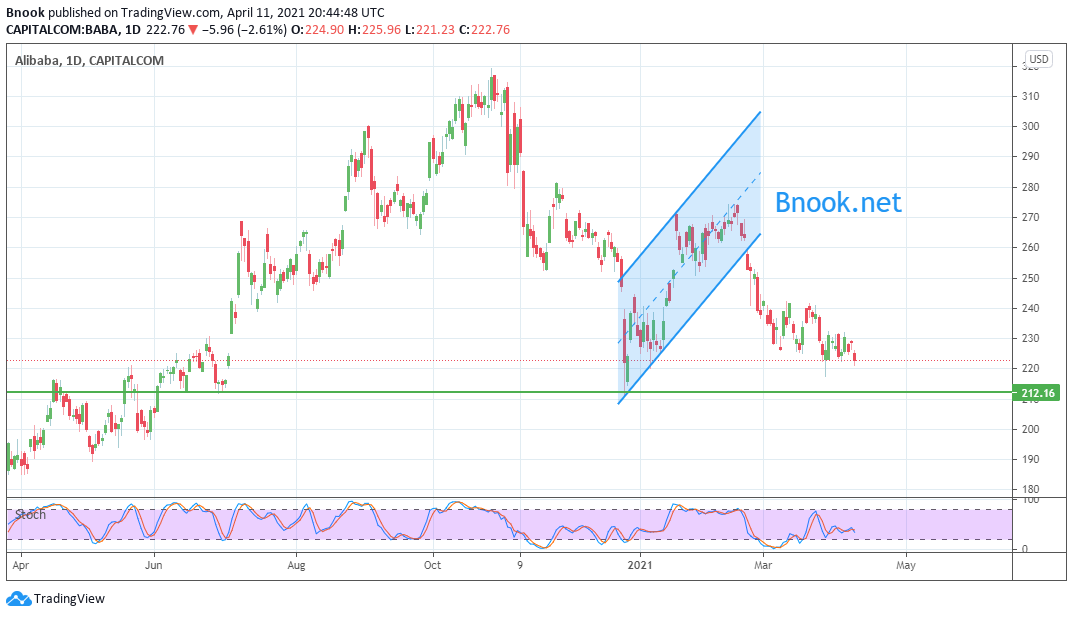 Bnook published on TradingView.com, April 11, 2021 20:44:48 UTC
CAPITALCOM:BABA, 1D 222.76 ▼ −5.96 (−2.61%) O:224.90 H:225.96 L:221.23 C:222.76
Alibaba, 1D, CAPITALCOM
USD
310
300
290
280
270
260
250
240
230
220
212.16
200
190
180
Bnook.net
Stoch
100
0
Apr Jun Aug Oct 9 2021 Mar May
TradingView